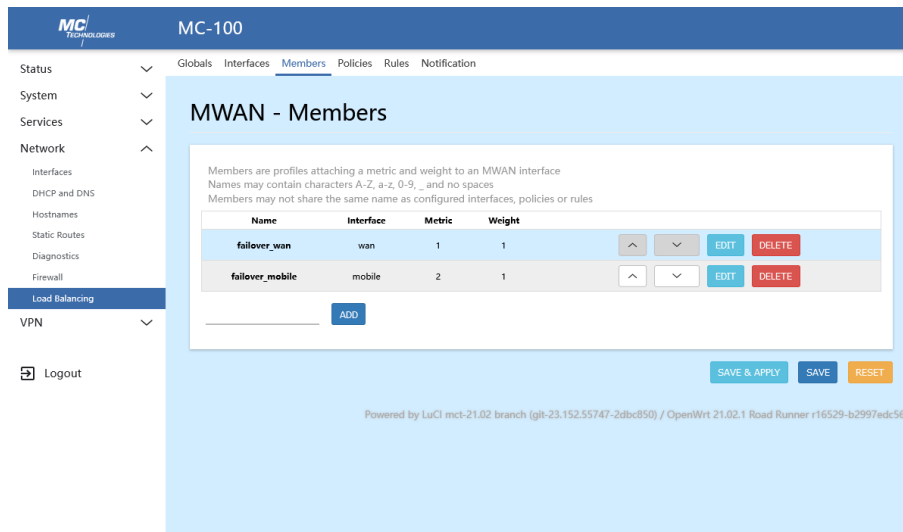 MC TECHNOLOGIES
MC-100
Status
System
Services
Network
Interfaces
DHCP and DNS
Hostnames
Static Routes
Diagnostics
Firewall
Load Balancing
VPN
Logout
Globals Interfaces Members Policies Rules Notification
MWAN - Members
Members are profiles attaching a metric and weight to an MWAN interface
Names may contain characters A-Z, a-z, 0-9, _ and no spaces
Members may not share the same name as configured interfaces, policies or rules
Name Interface Metric Weight
failover_wan wan 1 1 EDIT DELETE
failover_mobile mobile 2 1 EDIT DELETE
ADD
SAVE & APPLY SAVE RESET
Powered by LuCI mct-21.02 branch (git-23.152.55747-2dbc850) / OpenWrt 21.02.1 Road Runner r16529-b2997edc56